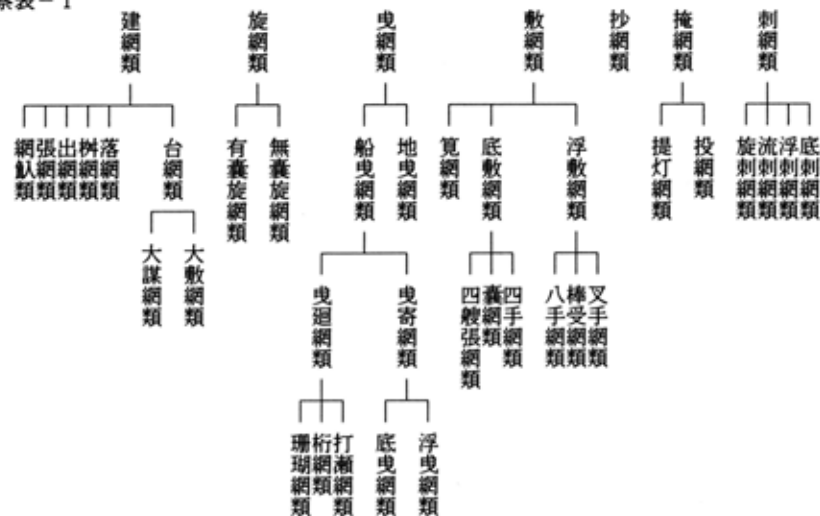 刺網類
掩網類
抄網類
敷網類
曳網類
旋網類
建網類
底刺網類
浮刺網類
流刺網類
旋刺網類
投網類
提灯網類
浮敷網類
底敷網類
筧網類
地曳網類
船曳網類
無嚢旋網類
有嚢旋網類
台網類
落網類
桝網類
出網類
張網類
網魞類
叉手網類
棒受網類
八手網類
四手網類
嚢網類
四艘張網類
曳寄網類
曳廻網類
大敷網類
大謀網類
浮曳網類
底曳網類
打瀬網類
桁網類
珊瑚網類